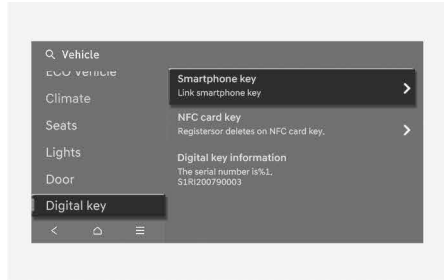 Vehicle
ECO Vehicle
Climate
Seats
Lights
Door
Digital key
Smartphone key
Link smartphone key
NFC card key
Registersor deletes on NFC card key.
Digital key information
The serial number is%1.
S1RI200790003